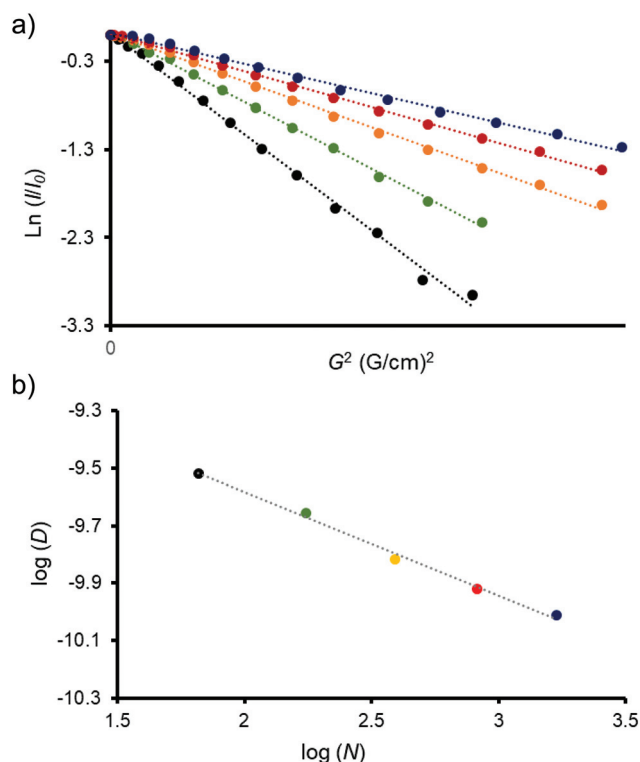 a)
-0.3
-1.3
-2.3
-3.3
Ln (I/I₀)
0
G² (G/cm)²
b)
-9.3
-9.5
-9.7
-9.9
-10.1
-10.3
log (D)
1.5 2 2.5 3 3.5
log (N)